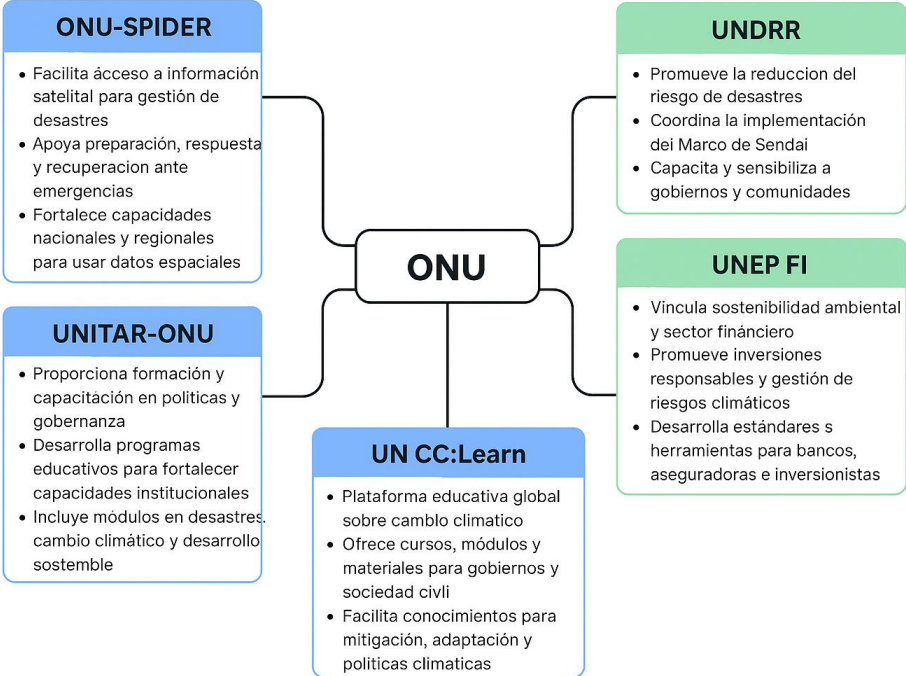 ONU-SPIDER
• Facilita ácceso a información
satelital para gestión de
desastres
• Apoya preparación, respuesta
y recuperacion ante
emergencias
• Fortalece capacidades
nacionales y regionales
para usar datos espaciales
UNDRR
• Promueve la reduccion del
riesgo de desastres
• Coordina la implementación
dei Marco de Sendai
• Capacita y sensibiliza a
gobiernos y comunidades
ONU
UNEP FI
• Vincula sostenibilidad ambiental
y sector finánciero
• Promueve inversiones
responsables y gestión de
riesgos climáticos
• Desarrolla estándares s
herramientas para bancos,
aseguradoras e inversionistas
UNITAR-ONU
• Proporciona formación y
capacitación en politicas y
gobernanza
• Desarrolla programas
educativos para fortalecer
capacidades institucionales
• Incluye módulos en desastres.
cambio climático y desarrollo
sostemble
UN CC:Learn
• Plataforma educativa global
sobre camblo climatico
• Ofrece cursos, módulos y
materiales para gobiernos y
sociedad civli
• Facilita conocimientos para
mitigación, adaptación y
politicas climaticas